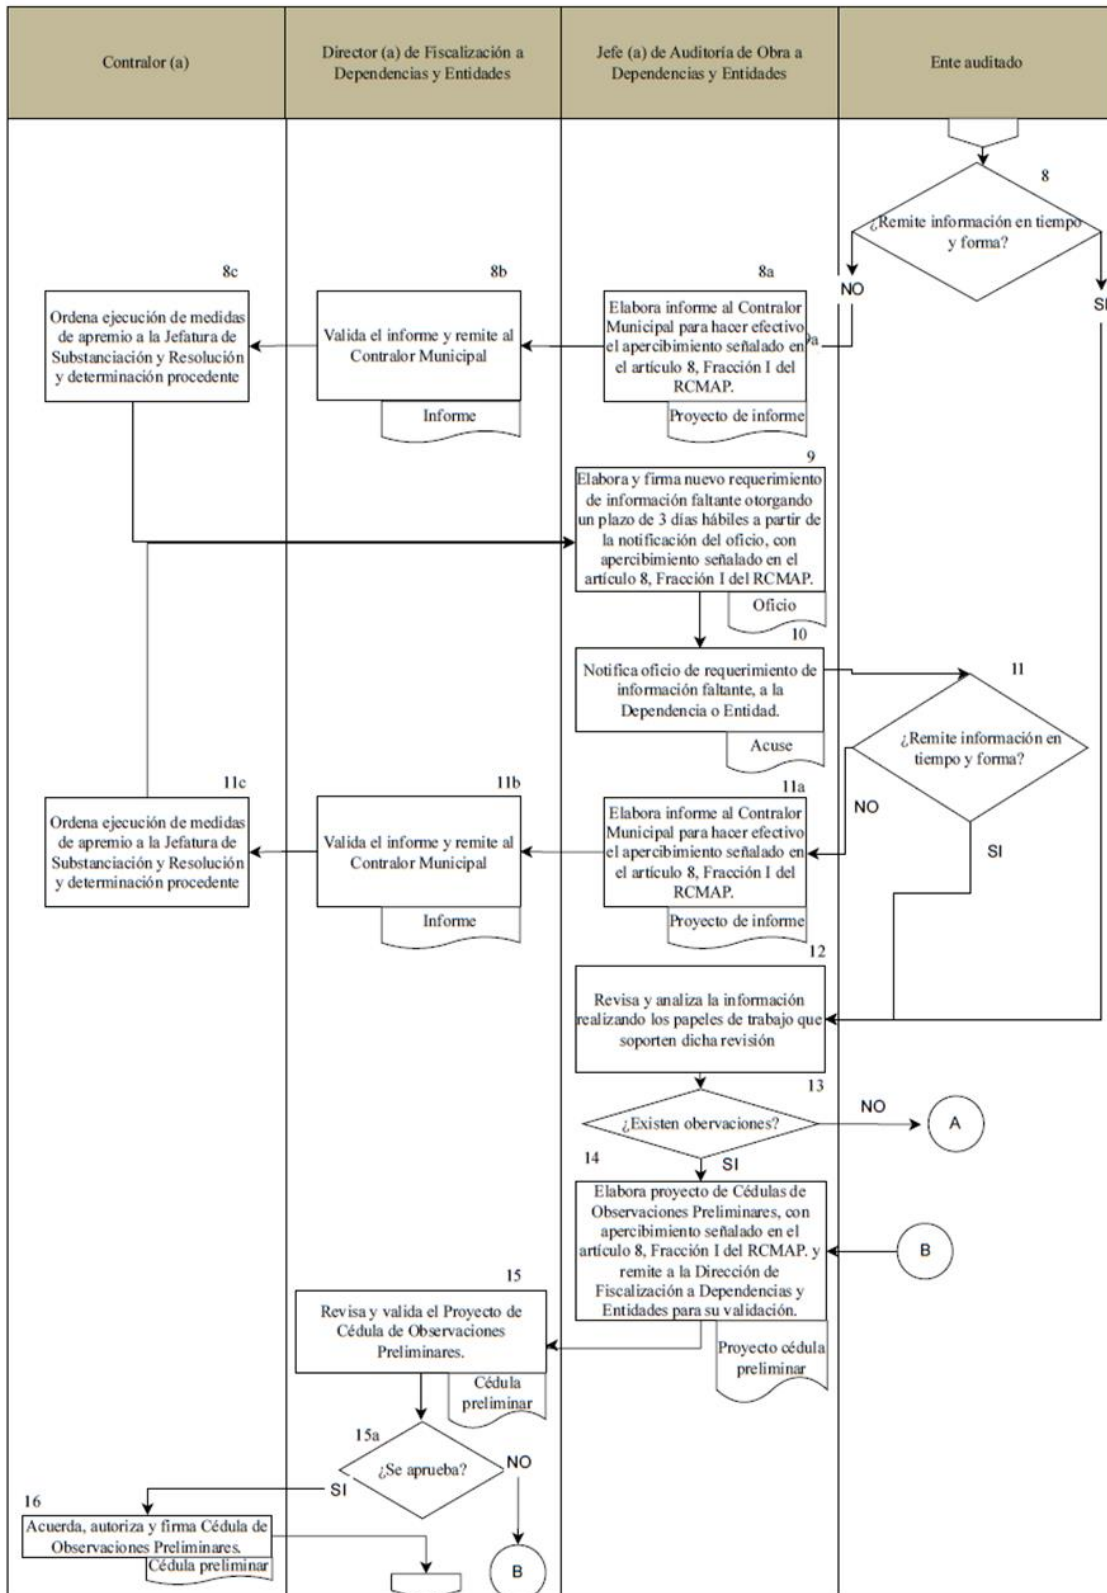 Contralor (a)
Director (a) de Fiscalización a
Dependencias y Entidades
Jefe (a) de Auditoría de Obra a
Dependencias y Entidades
Ente auditado
8
¿Remite información en tiempo
y forma?
NO
SI
8c
Ordena ejecución de medidas
de apremio a la Jefatura de
Substanciación y Resolución
y determinación procedente
8b
Valida el informe y remite al
Contralor Municipal
Informe
8a
Elabora informe al Contralor
Municipal para hacer efectivo
el apercibimiento señalado en
el artículo 8, Fracción I del
RCMAP.
9a
Proyecto de informe
9
Elabora y firma nuevo requerimiento
de información faltante otorgando
un plazo de 3 días hábiles a partir de
la notificación del oficio, con
apercibimiento señalado en el
artículo 8, Fracción I del RCMAP.
Oficio
10
Notifica oficio de requerimiento de
información faltante, a la
Dependencia o Entidad.
Acuse
11
¿Remite información en
tiempo y forma?
NO
SI
11c
Ordena ejecución de medidas
de apremio a la Jefatura de
Substanciación y Resolución
y determinación procedente
11b
Valida el informe y remite al
Contralor Municipal
Informe
11a
Elabora informe al Contralor
Municipal para hacer efectivo
el apercibimiento señalado en
el artículo 8, Fracción I del
RCMAP.
Proyecto de informe
12
Revisa y analiza la información
realizando los papeles de trabajo que
soporten dicha revisión
13
¿Existen obervaciones?
NO
A
SI
14
Elabora proyecto de Cédulas de
Observaciones Preliminares, con
apercibimiento señalado en el
artículo 8, Fracción I del RCMAP. y
remite a la Dirección de
Fiscalización a Dependencias y
Entidades para su validación.
B
Proyecto cédula
preliminar
15
Revisa y valida el Proyecto de
Cédula de Observaciones
Preliminares.
Cédula
preliminar
15a
¿Se aprueba?
NO
SI
B
16
Acuerda, autoriza y firma Cédula de
Observaciones Preliminares.
Cédula preliminar